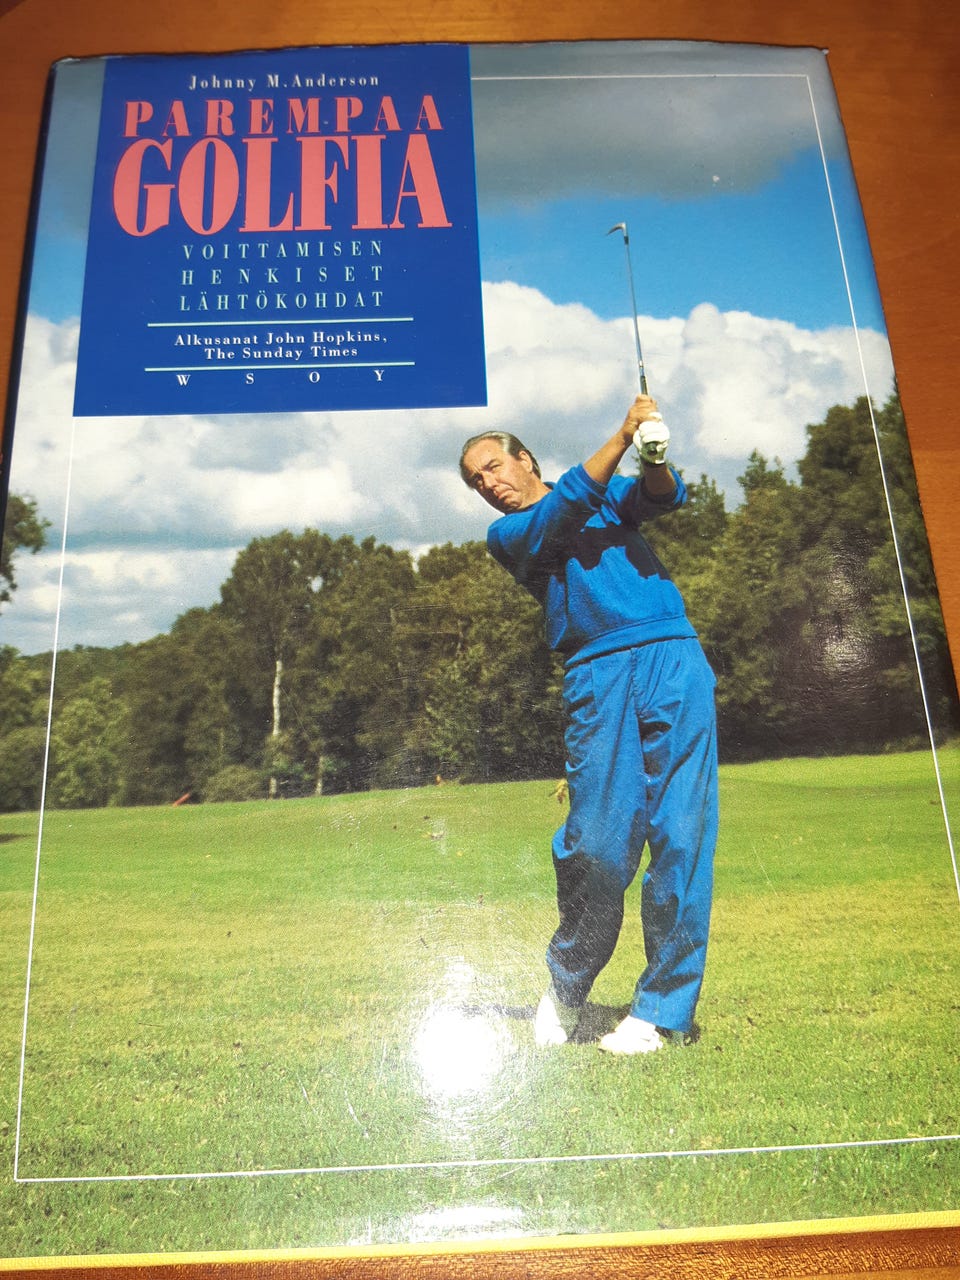 Johnny M. Anderson
PAREMPAA
GOLFIA
VOITTAMISEN
HENKISET
LÄHTÖKOHDAT
Alkusanat John Hopkins,
The Sunday Times
WSOY